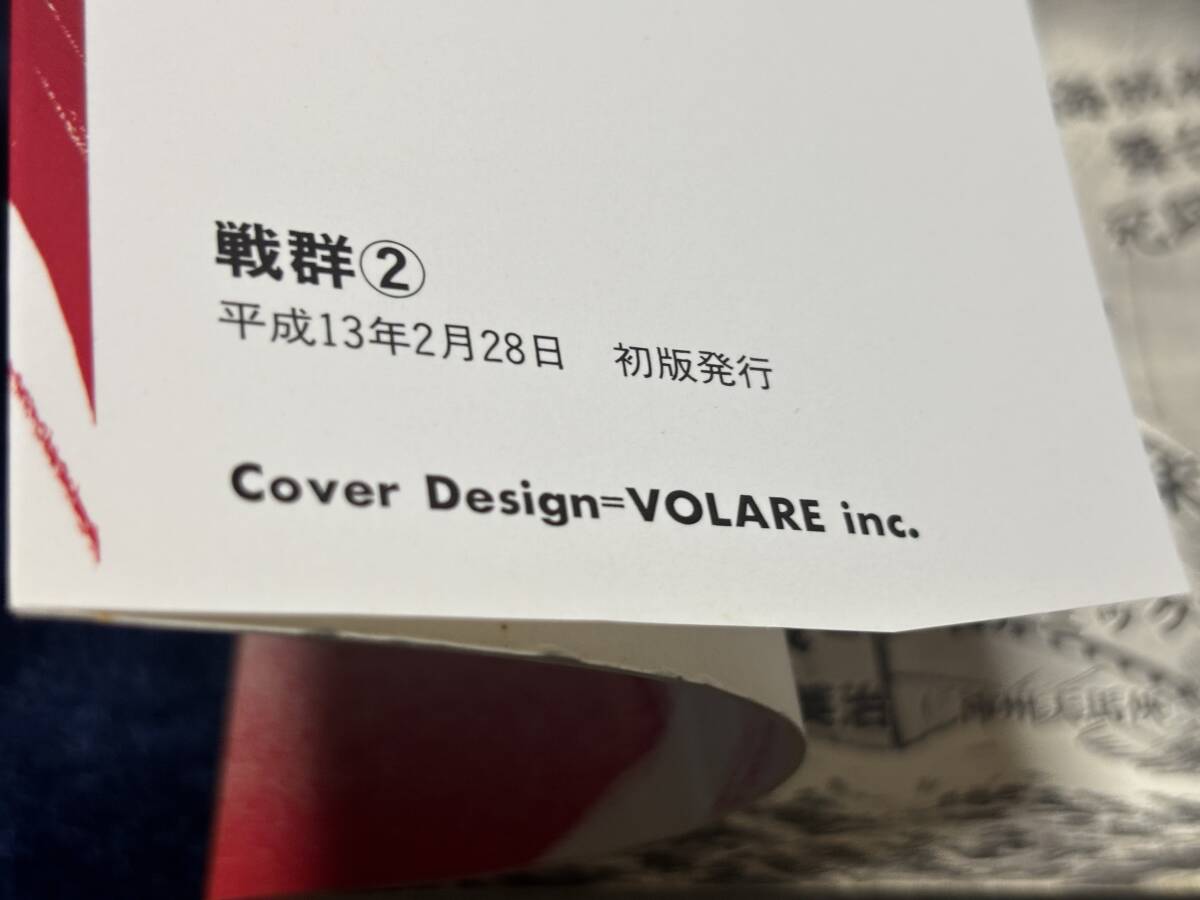 戦群②
平成13年2月28日　初版発行
Cover Design=VOLARE inc.